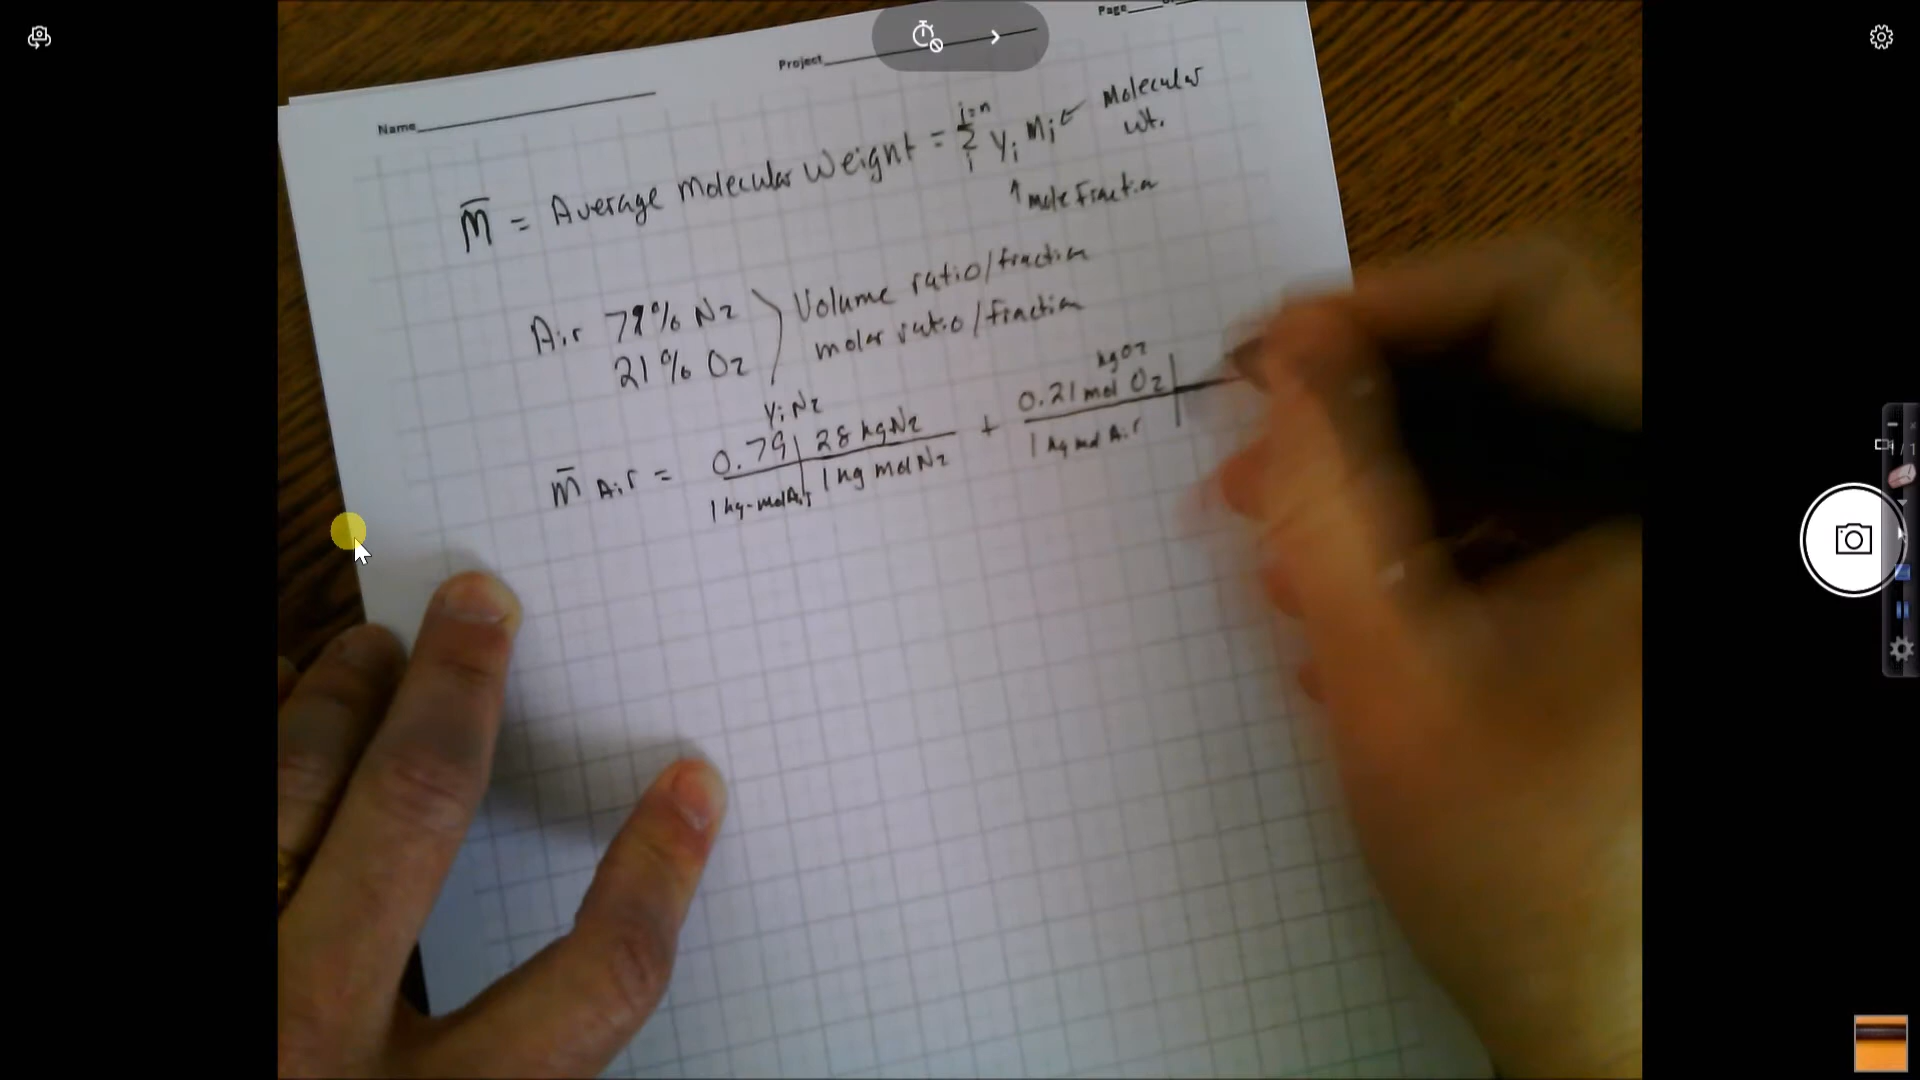 Page
Project
Name
M̄ = Average Molecular Weight = Σ yi Mi ← Molecular wt.
i=n
i
↑ mole Fraction
Air 79% N2 Volume ratio/fraction
21% O2 molar ratio/fraction
yi N2
kg O2
M̄ Air = 0.79 | 28 kg N2 + 0.21 mol O2
1 kg-mol Air | 1 kg mol N2 1 kg mol Air
1/1